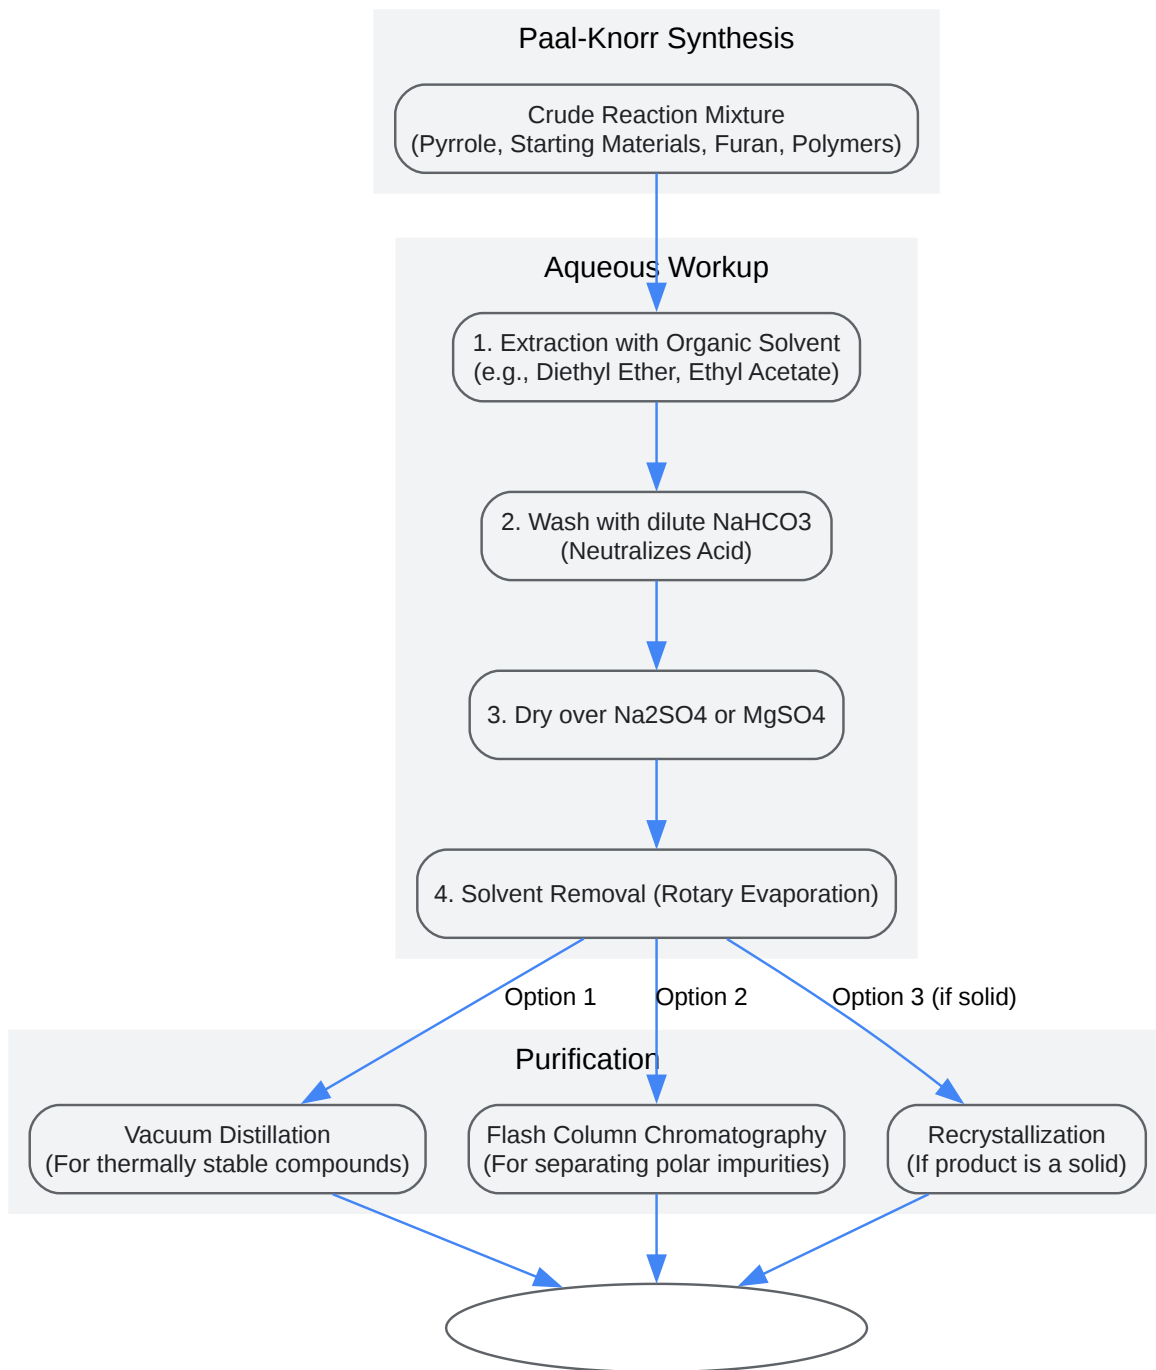 Paal-Knorr Synthesis
Crude Reaction Mixture
(Pyrrole, Starting Materials, Furan, Polymers)
Aqueous Workup
1. Extraction with Organic Solvent
(e.g., Diethyl Ether, Ethyl Acetate)
2. Wash with dilute NaHCO3
(Neutralizes Acid)
3. Dry over Na2SO4 or MgSO4
4. Solvent Removal (Rotary Evaporation)
Option 1
Option 2
Option 3 (if solid)
Purification
Vacuum Distillation
(For thermally stable compounds)
Flash Column Chromatography
(For separating polar impurities)
Recrystallization
(If product is a solid)